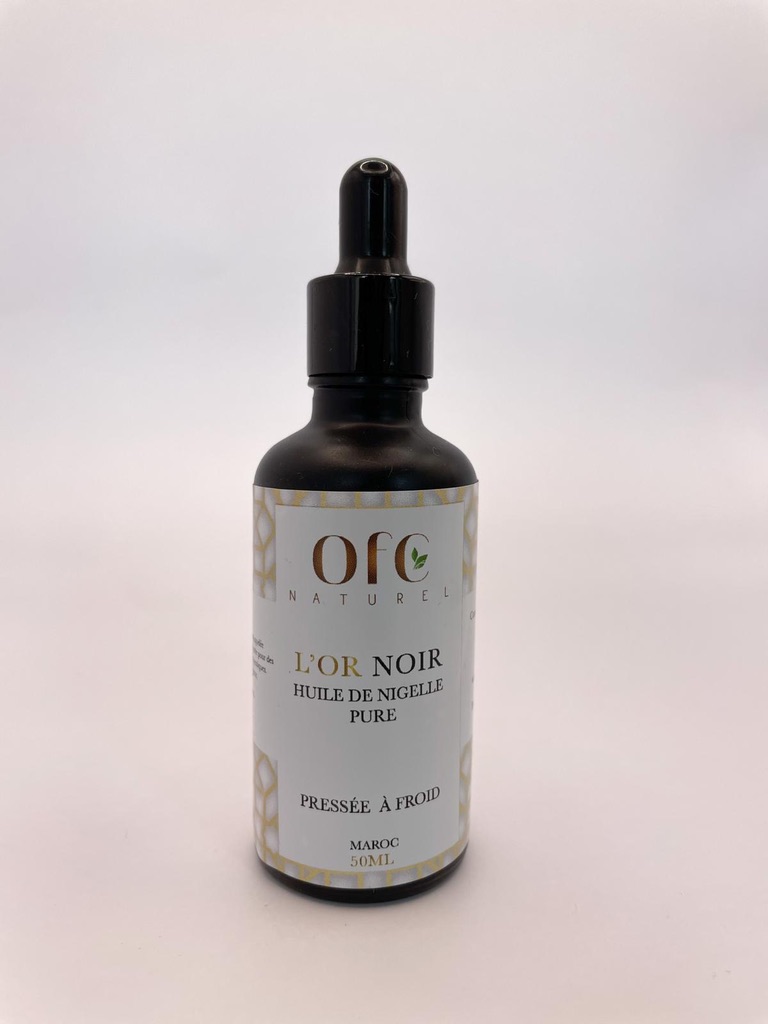 OfC
NATUREL
L'OR NOIR
HUILE DE NIGELLE
PURE
PRESSÉE À FROID
MAROC
50ML